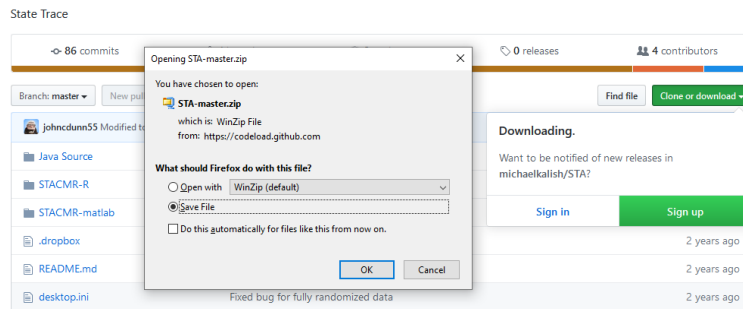 State Trace
86 commits
0 releases
4 contributors
Opening STA-master.zip
Branch: master
New pul
Find file
Clone or download
You have chosen to open:
STA-master.zip
which is: WinZip File
from: https://codeload.github.com
What should Firefox do with this file?
Open with WinZip (default)
Save File
Do this automatically for files like this from now on.
OK Cancel
Downloading.
Want to be notified of new releases in
michaelkalish/STA?
Sign in Sign up
johncdunn55 Modified to
Java Source
STACMR-R
STACMR-matlab
.dropbox 2 years ago
README.md 2 years ago
desktop.ini Fixed bug for fully randomized data 2 years ago